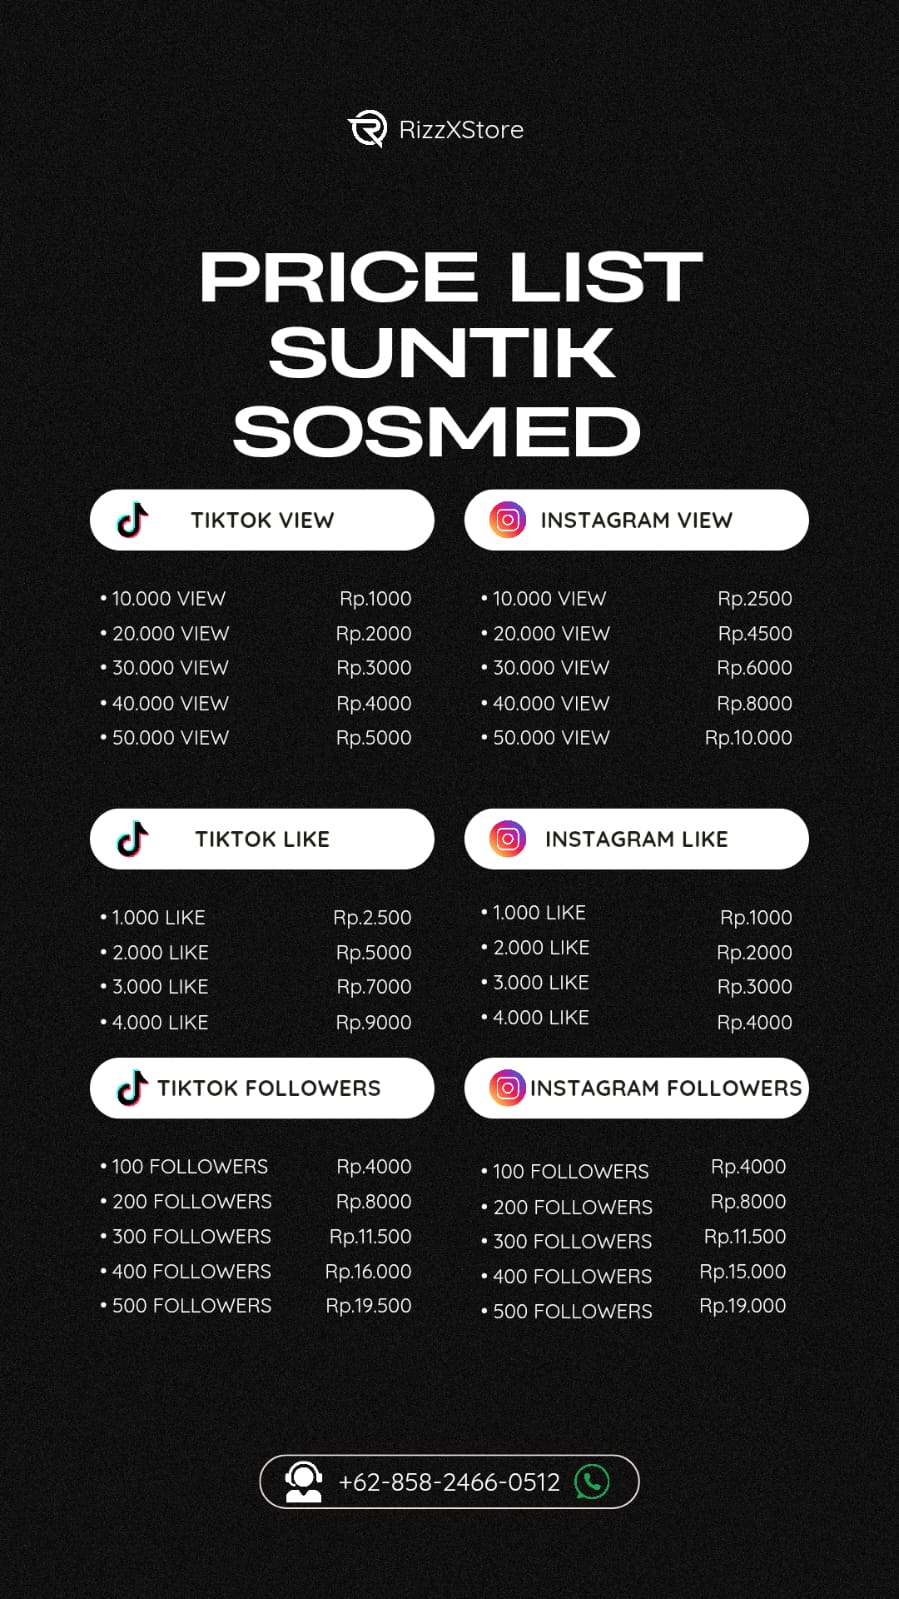 RizzXStore
PRICE LIST
SUNTIK
SOSMED
TIKTOK VIEW
• 10.000 VIEW Rp.1000
• 20.000 VIEW Rp.2000
• 30.000 VIEW Rp.3000
• 40.000 VIEW Rp.4000
• 50.000 VIEW Rp.5000
INSTAGRAM VIEW
• 10.000 VIEW Rp.2500
• 20.000 VIEW Rp.4500
• 30.000 VIEW Rp.6000
• 40.000 VIEW Rp.8000
• 50.000 VIEW Rp.10.000
TIKTOK LIKE
• 1.000 LIKE Rp.2.500
• 2.000 LIKE Rp.5000
• 3.000 LIKE Rp.7000
• 4.000 LIKE Rp.9000
INSTAGRAM LIKE
• 1.000 LIKE Rp.1000
• 2.000 LIKE Rp.2000
• 3.000 LIKE Rp.3000
• 4.000 LIKE Rp.4000
TIKTOK FOLLOWERS
• 100 FOLLOWERS Rp.4000
• 200 FOLLOWERS Rp.8000
• 300 FOLLOWERS Rp.11.500
• 400 FOLLOWERS Rp.16.000
• 500 FOLLOWERS Rp.19.500
INSTAGRAM FOLLOWERS
• 100 FOLLOWERS Rp.4000
• 200 FOLLOWERS Rp.8000
• 300 FOLLOWERS Rp.11.500
• 400 FOLLOWERS Rp.15.000
• 500 FOLLOWERS Rp.19.000
+62-858-2466-0512